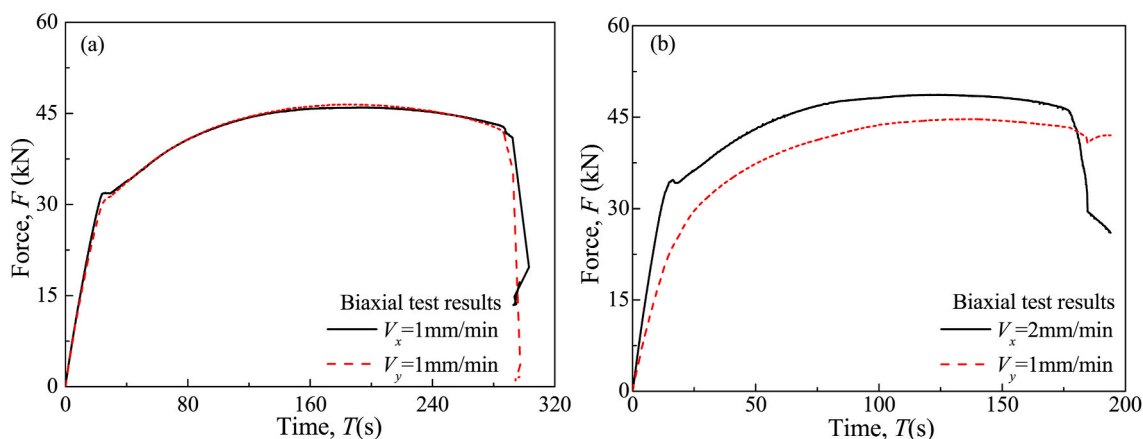 (a)
60
45
30
15
0
Force, F (kN)
Biaxial test results
Vx=1mm/min
Vy=1mm/min
0 80 160 240 320
Time, T(s)
(b)
60
45
30
15
0
Force, F (kN)
Biaxial test results
Vx=2mm/min
Vy=1mm/min
0 50 100 150 200
Time, T(s)